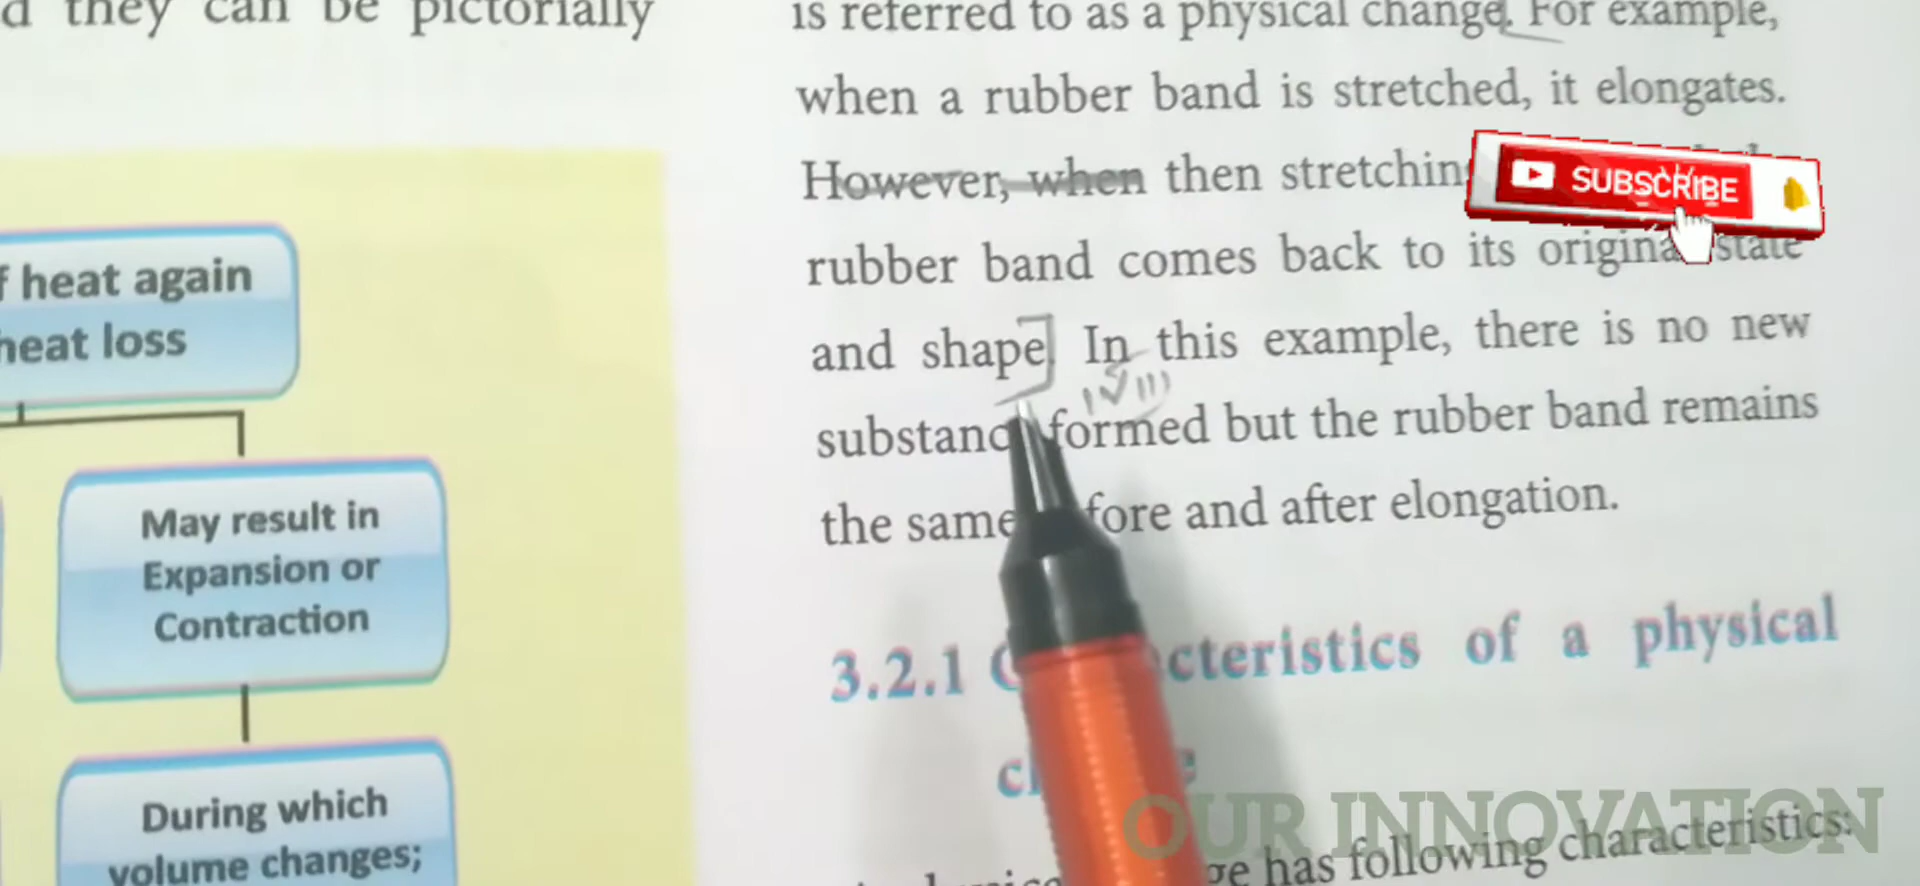 d they can be pictorially
f heat again
heat loss
May result in
Expansion or
Contraction
During which
volume changes;
is referred to as a physical change. For example,
when a rubber band is stretched, it elongates.
However, when then stretching
rubber band comes back to its original state
and shape. In this example, there is no new
substanc formed but the rubber band remains
the same fore and after elongation.
3.2.1 C cteristics of a physical
ge has following characteristics:
SUBSCRIBE
OUR INNOVATION